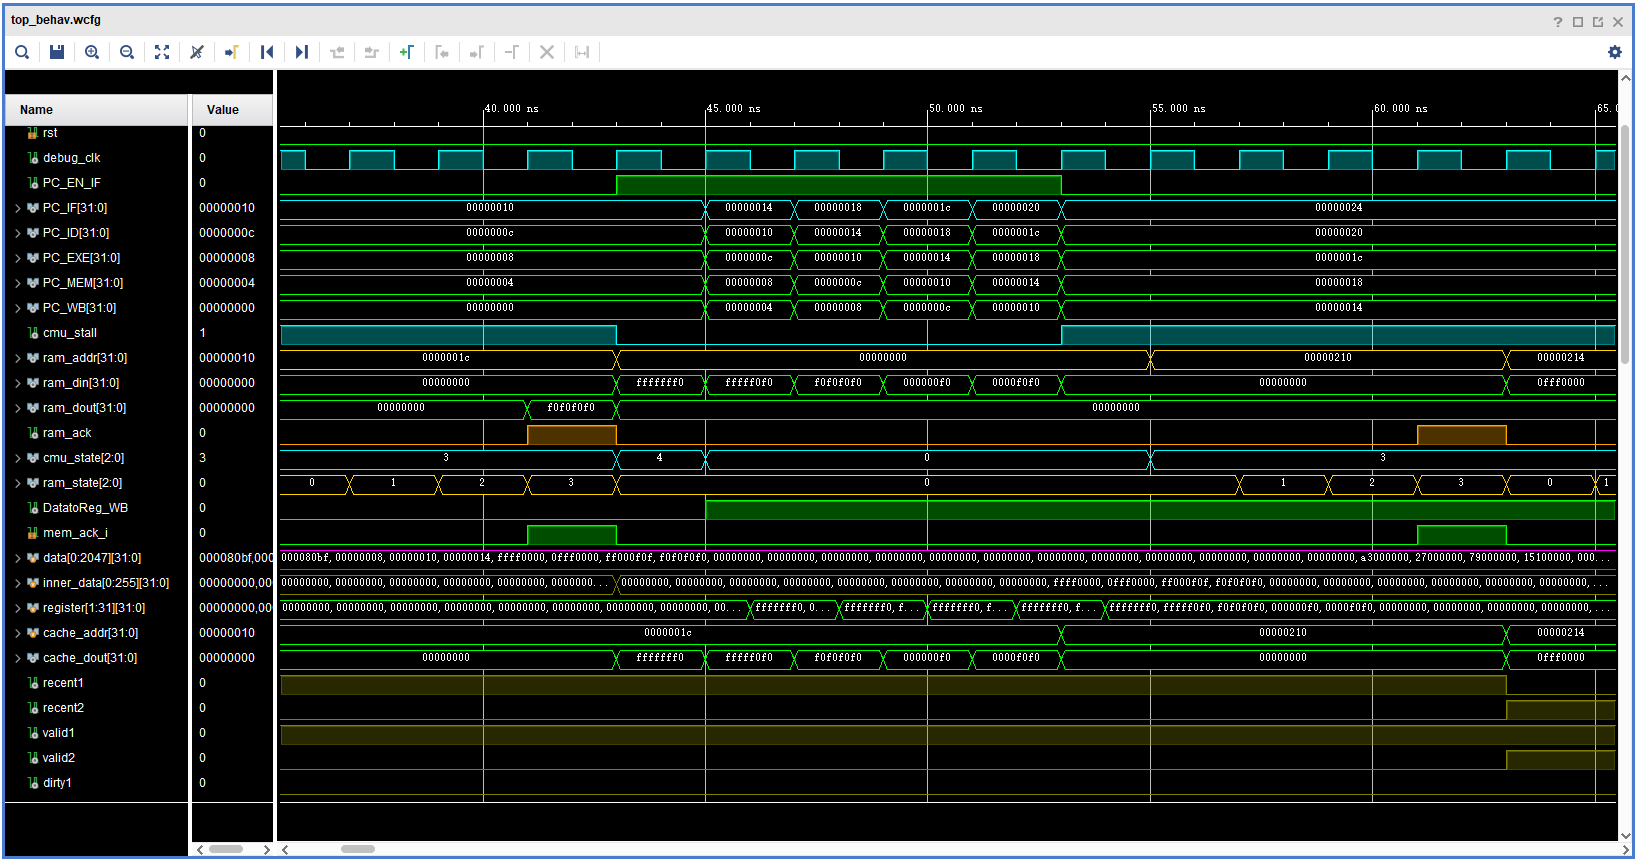 top_behav.wcfg
Name Value
40.000 ns 45.000 ns 50.000 ns 55.000 ns 60.000 ns 65.
rst 0
debug_clk 0
PC_EN_IF 0
PC_IF[31:0] 00000010 00000010 00000014 00000018 0000001c 00000020 00000024
PC_ID[31:0] 0000000c 0000000c 00000010 00000014 00000018 0000001c 00000020
PC_EXE[31:0] 00000008 00000008 0000000c 00000010 00000014 00000018 0000001c
PC_MEM[31:0] 00000004 00000004 00000008 0000000c 00000010 00000014 00000018
PC_WB[31:0] 00000000 00000000 00000004 00000008 0000000c 00000010 00000014
cmu_stall 1
ram_addr[31:0] 00000010 0000001c 00000000 00000210 00000214
ram_din[31:0] 00000000 00000000 fffffff0 fffff0f0 f0f0f0f0 000000f0 0000f0f0 00000000 0fff0000
ram_dout[31:0] 00000000 00000000 f0f0f0f0 00000000
ram_ack 0
cmu_state[2:0] 3 3 4 0 3
ram_state[2:0] 0 0 1 2 3 0 1 2 3 0 1
DatatoReg_WB 0
mem_ack_i 0
data[0:2047][31:0] 000080bf,000 000080bf,00000008,00000010,00000014,ffff0000,0fff0000,ff000f0f,f0f0f0f0,00000000,00000000,00000000,00000000,00000000,00000000,00000004,00000000,00000000,00000000,a3000000,27000000,79000000,15100000,000...
inner_data[0:255][31:0] 00000000,00 00000000,00000000,00000000,00000000,00000000,0000000... 00000000,00000000,00000000,00000000,00000000,00000000,00000000,00000000,ffff0000,0fff0000,ff000f0f,f0f0f0f0,00000000,00000000,00000000,00000000,...
register[1:31][31:0] 00000000,00 00000000,00000000,00000000,00000000,00000000,00000000,00000000,00000000,00... fffffff0,0... fffffff0,f... fffffff0,f... fffffff0,f... fffffff0,fffff0f0,f0f0f0f0,000000f0,0000f0f0,00000000,00000000,00000000,00000000,...
cache_addr[31:0] 00000010 0000001c 00000210 00000214
cache_dout[31:0] 00000000 00000000 fffffff0 fffff0f0 f0f0f0f0 000000f0 0000f0f0 00000000 0fff0000
recent1 0
recent2 0
valid1 0
valid2 0
dirty1 0